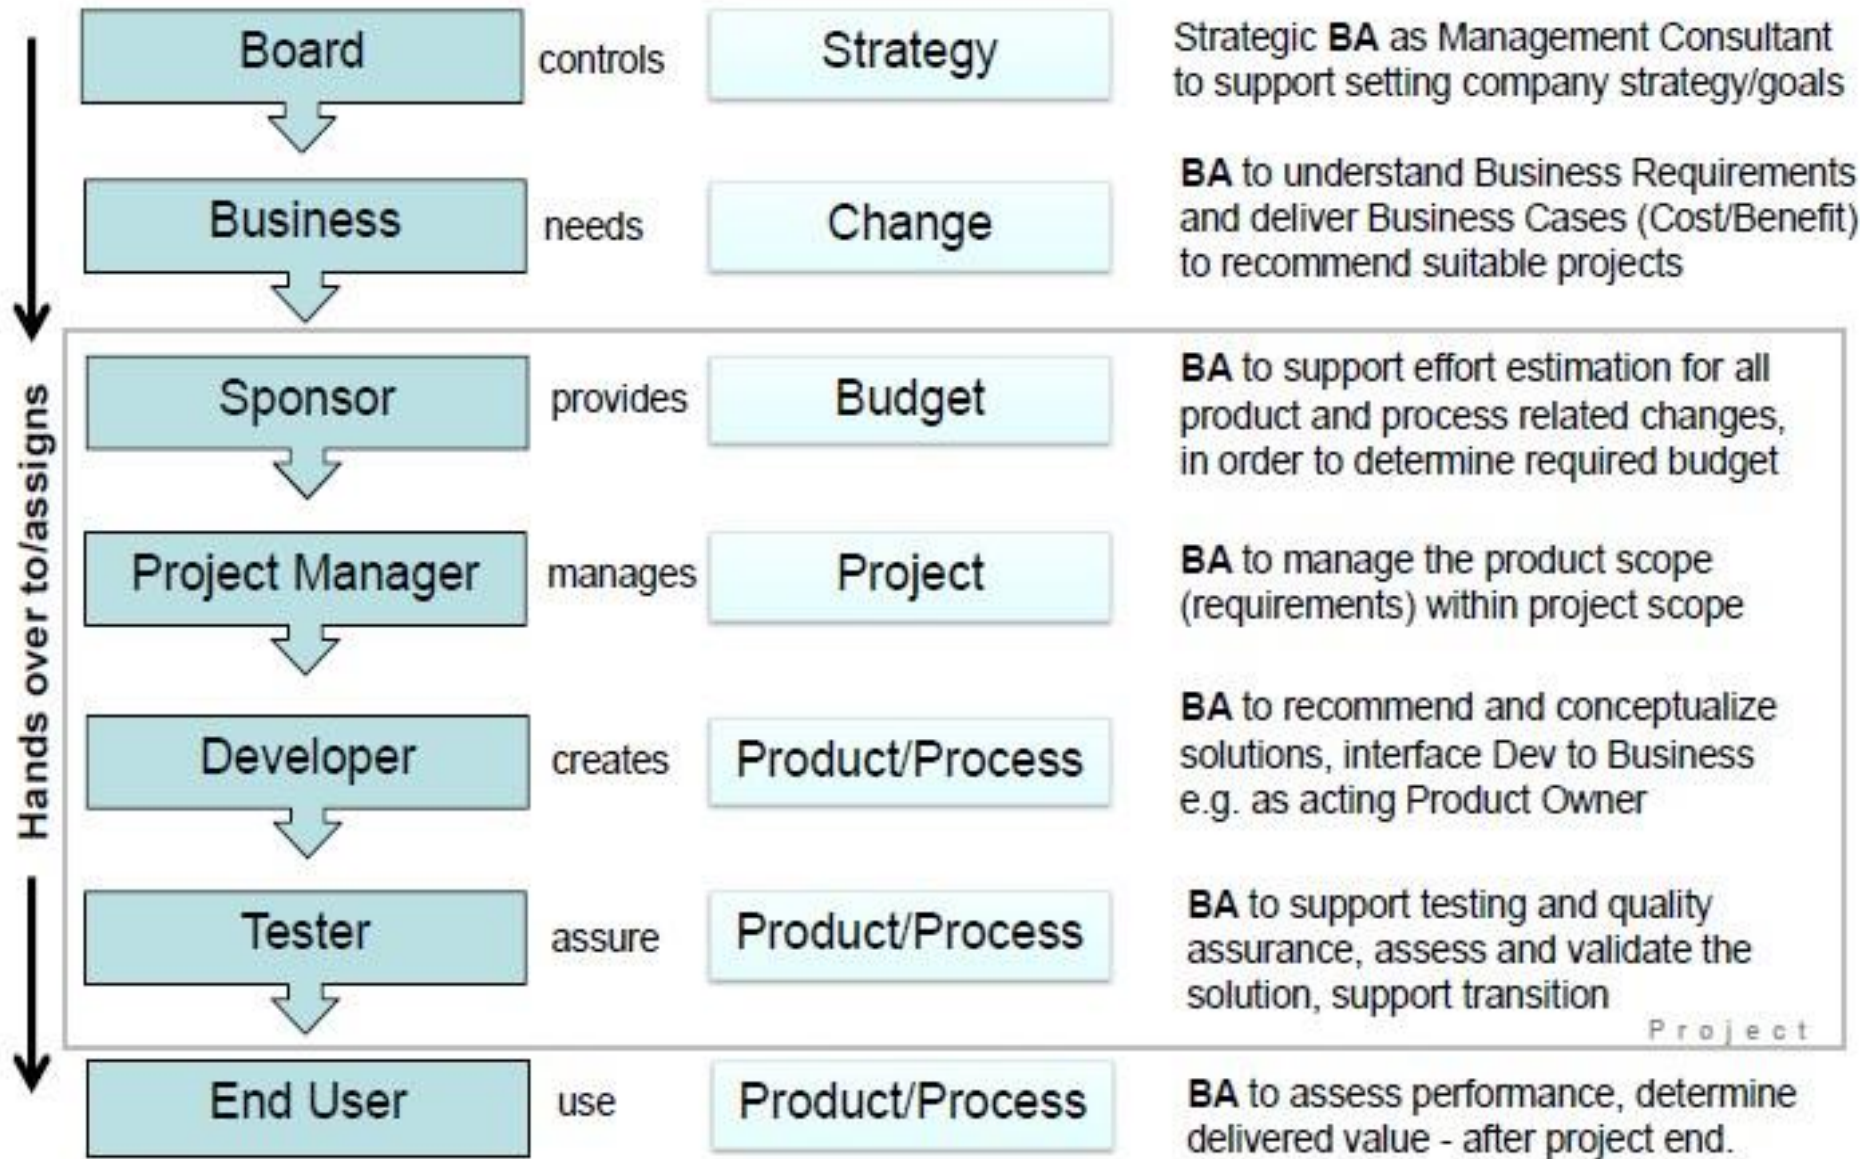 Board
controls
Strategy
Strategic BA as Management Consultant
to support setting company strategy/goals
Business
needs
Change
BA to understand Business Requirements
and deliver Business Cases (Cost/Benefit)
to recommend suitable projects
Hands over to/assigns
Sponsor
provides
Budget
BA to support effort estimation for all
product and process related changes,
in order to determine required budget
Project Manager
manages
Project
BA to manage the product scope
(requirements) within project scope
Developer
creates
Product/Process
BA to recommend and conceptualize
solutions, interface Dev to Business
e.g. as acting Product Owner
Tester
assure
Product/Process
BA to support testing and quality
assurance, assess and validate the
solution, support transition
Project
End User
use
Product/Process
BA to assess performance, determine
delivered value - after project end.